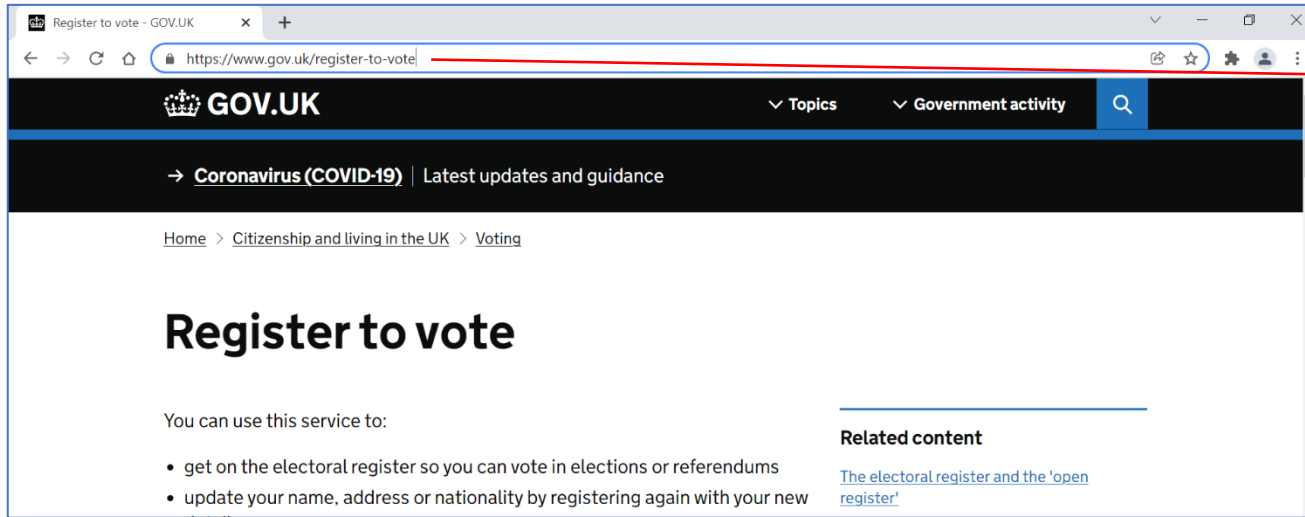 Register to vote - GOV.UK
https://www.gov.uk/register-to-vote
GOV.UK
Topics
Government activity
Coronavirus (COVID-19) Latest updates and guidance
Home > Citizenship and living in the UK > Voting
Register to vote
You can use this service to:
• get on the electoral register so you can vote in elections or referendums
• update your name, address or nationality by registering again with your new
Related content
The electoral register and the 'open
register'